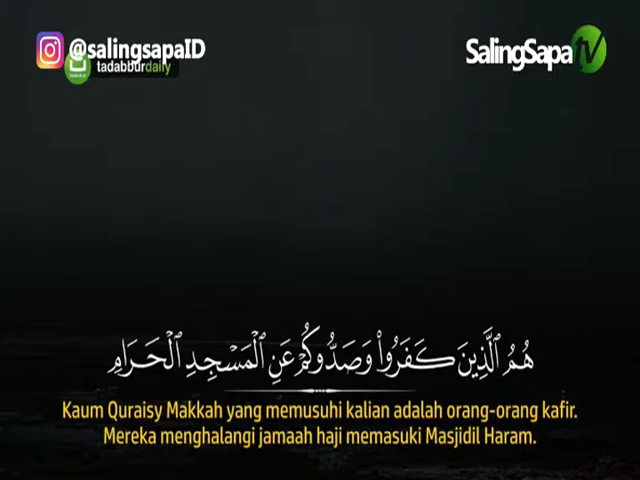 @salingsapaID
SalingSapa tv
tadabburdaily
هُمُ ٱلَّذِينَ كَفَرُوا۟ وَصَدُّوكُمْ عَنِ ٱلْمَسْجِدِ ٱلْحَرَامِ
Kaum Quraisy Makkah yang memusuhi kalian adalah orang-orang kafir.
Mereka menghalangi jamaah haji memasuki Masjidil Haram.